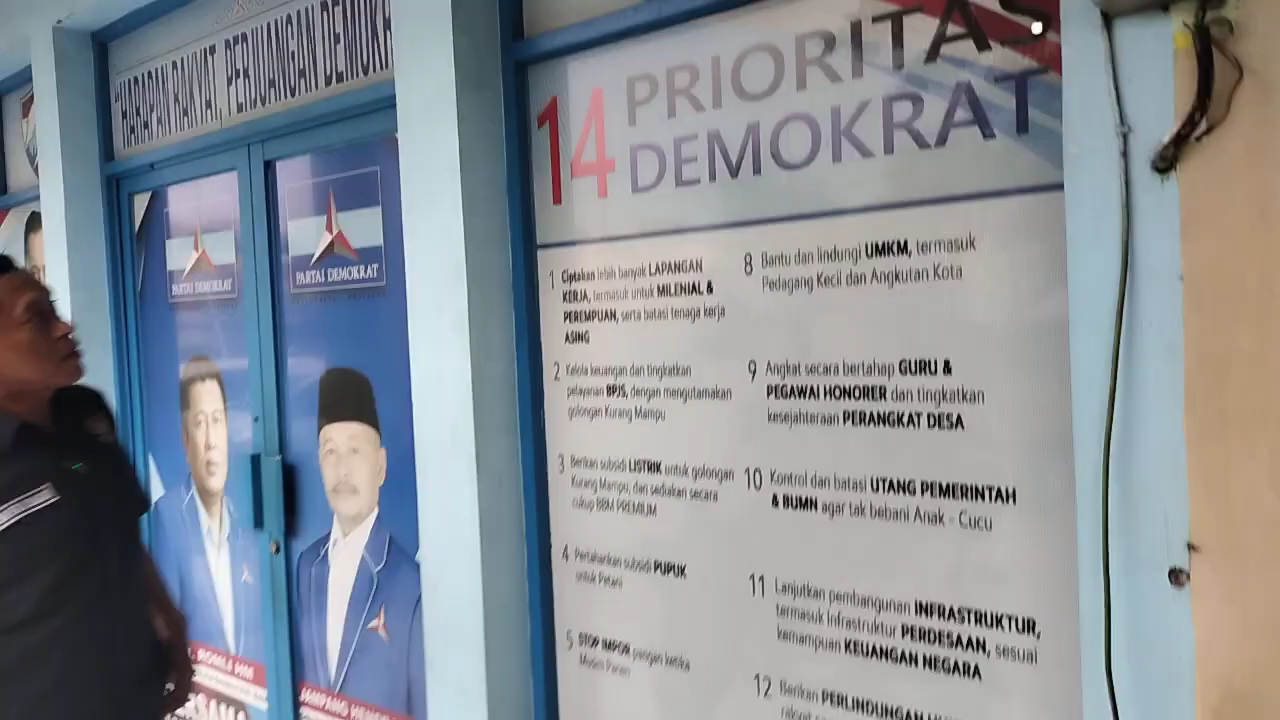 "HARAPAN RAKYAT, PERJUANGAN DEMOKR
PARTAI DEMOKRAT
PARTAI DEMOKRAT
14 PRIORITAS
DEMOKRAT
1 Ciptakan lebih banyak LAPANGAN
KERJA, termasuk untuk MILENIAL &
PEREMPUAN, serta batasi tenaga kerja
ASING
2 Kelola keuangan dan tingkatkan
pelayanan BPJS, dengan mengutamakan
golongan Kurang Mampu
3 Berikan subsidi LISTRIK untuk golongan
Kurang Mampu, dan sediakan secara
cukup BBM PREMIUM
4 Pertahankan subsidi PUPUK
untuk Petani
5 STOP IMPOR pangan ketika
Musim Panen
8 Bantu dan lindungi UMKM, termasuk
Pedagang Kecil dan Angkutan Kota
9 Angkat secara bertahap GURU &
PEGAWAI HONORER dan tingkatkan
kesejahteraan PERANGKAT DESA
10 Kontrol dan batasi UTANG PEMERINTAH
& BUMN agar tak bebani Anak - Cucu
11 Lanjutkan pembangunan INFRASTRUKTUR,
termasuk Infrastruktur PERDESAAN, sesuai
kemampuan KEUANGAN NEGARA
12 Berikan PERLINDUNGAN